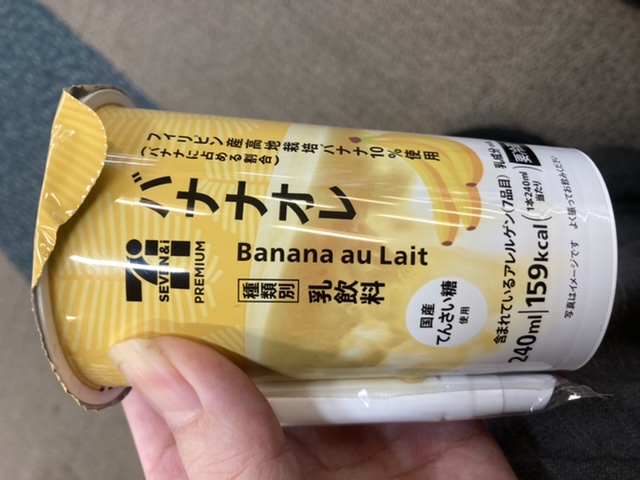 フィリピン産高地栽培バナナ10%使用
(バナナに占める割合)
バナナオレ
SEVEN&i
PREMIUM
Banana au Lait
種類別
乳飲料
国産
てんさい糖
使用
乳成分
含まれているアレルゲン(7品目)
240ml 159kcal (1本240ml当たり)
写真はイメージです よく振ってお飲みください